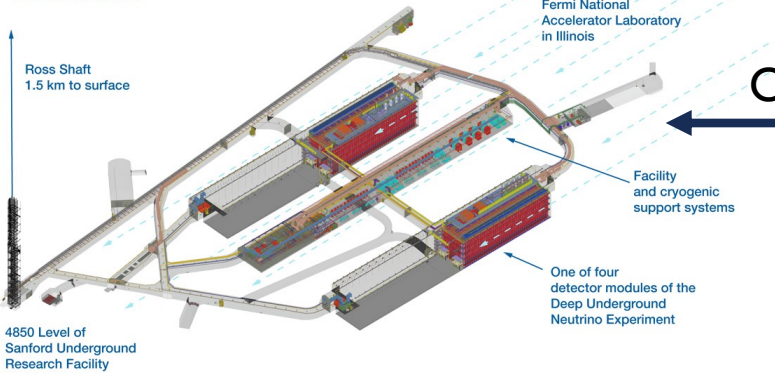 Fermi National
Accelerator Laboratory
in Illinois
Ross Shaft
1.5 km to surface
Facility
and cryogenic
support systems
One of four
detector modules of the
Deep Underground
Neutrino Experiment
4850 Level of
Sanford Underground
Research Facility